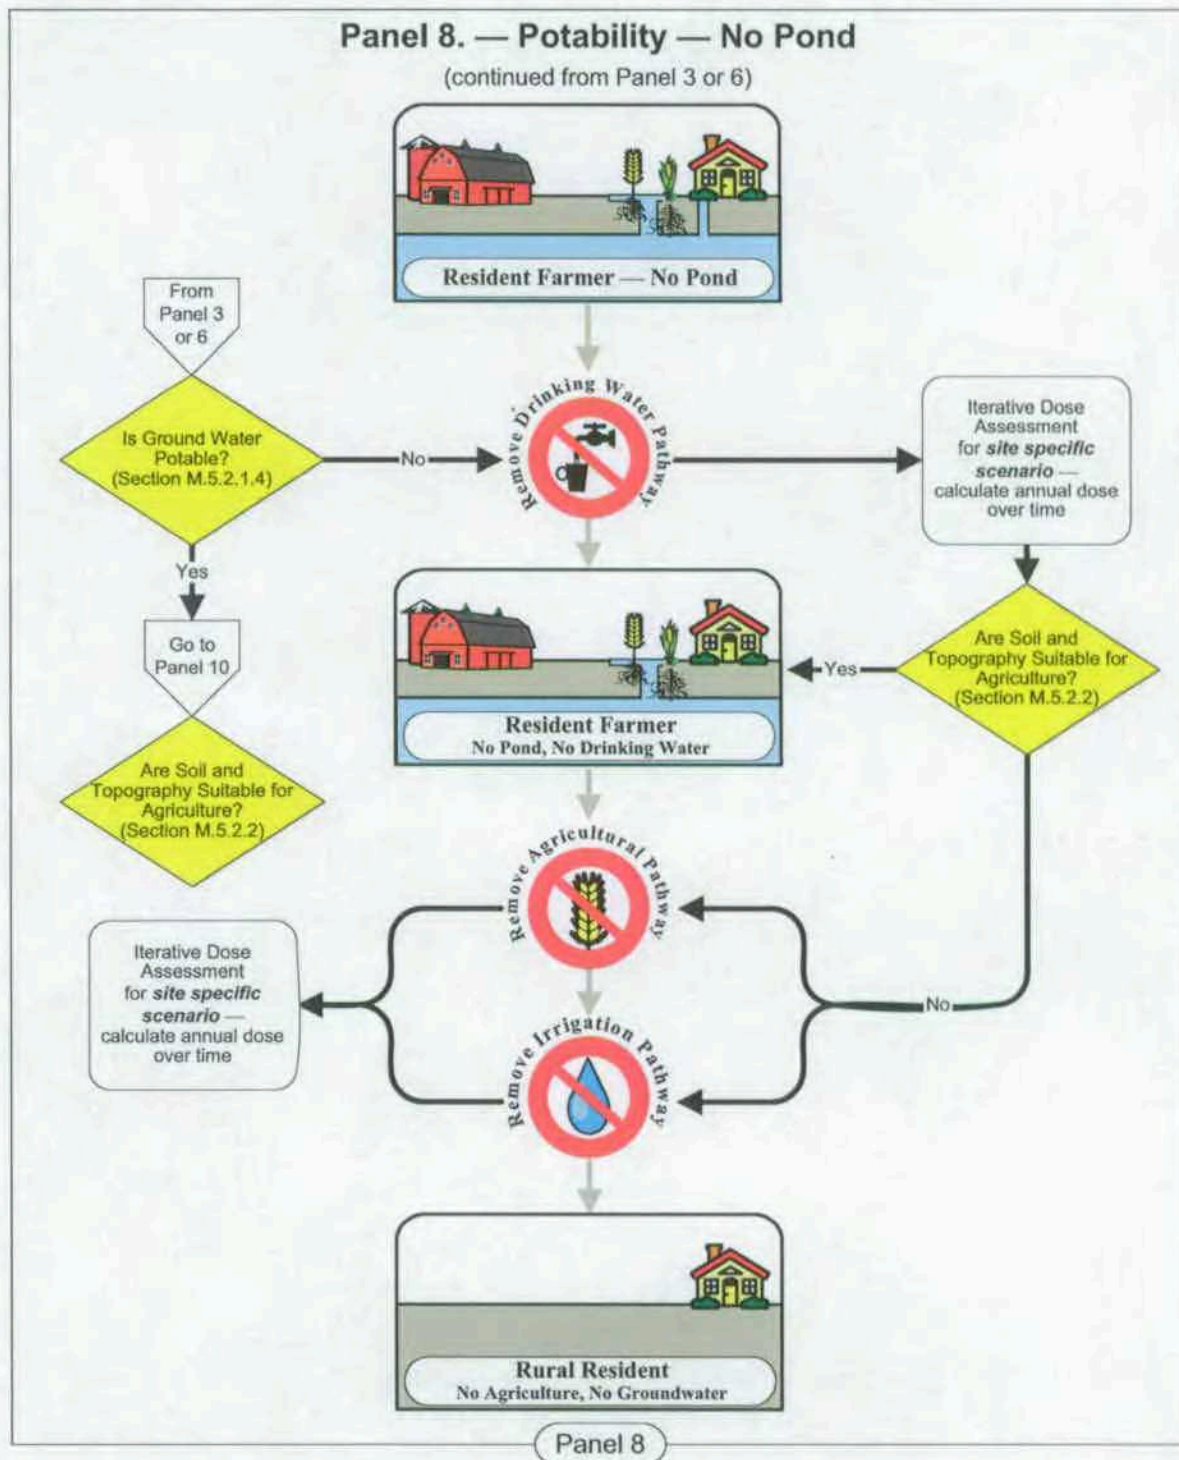 Panel 8. — Potability — No Pond
(continued from Panel 3 or 6)
Resident Farmer — No Pond
From
Panel 3
or 6
Is Ground Water
Potable?
(Section M.5.2.1.4)
No
Remove Drinking Water Pathway
Iterative Dose
Assessment
for site specific
scenario —
calculate annual dose
over time
Yes
Go to
Panel 10
Are Soil and
Topography Suitable for
Agriculture?
(Section M.5.2.2)
Yes
Resident Farmer
No Pond, No Drinking Water
Are Soil and
Topography Suitable for
Agriculture?
(Section M.5.2.2)
Remove Agricultural Pathway
Iterative Dose
Assessment
for site specific
scenario —
calculate annual dose
over time
No
Remove Irrigation Pathway
Rural Resident
No Agriculture, No Groundwater
Panel 8